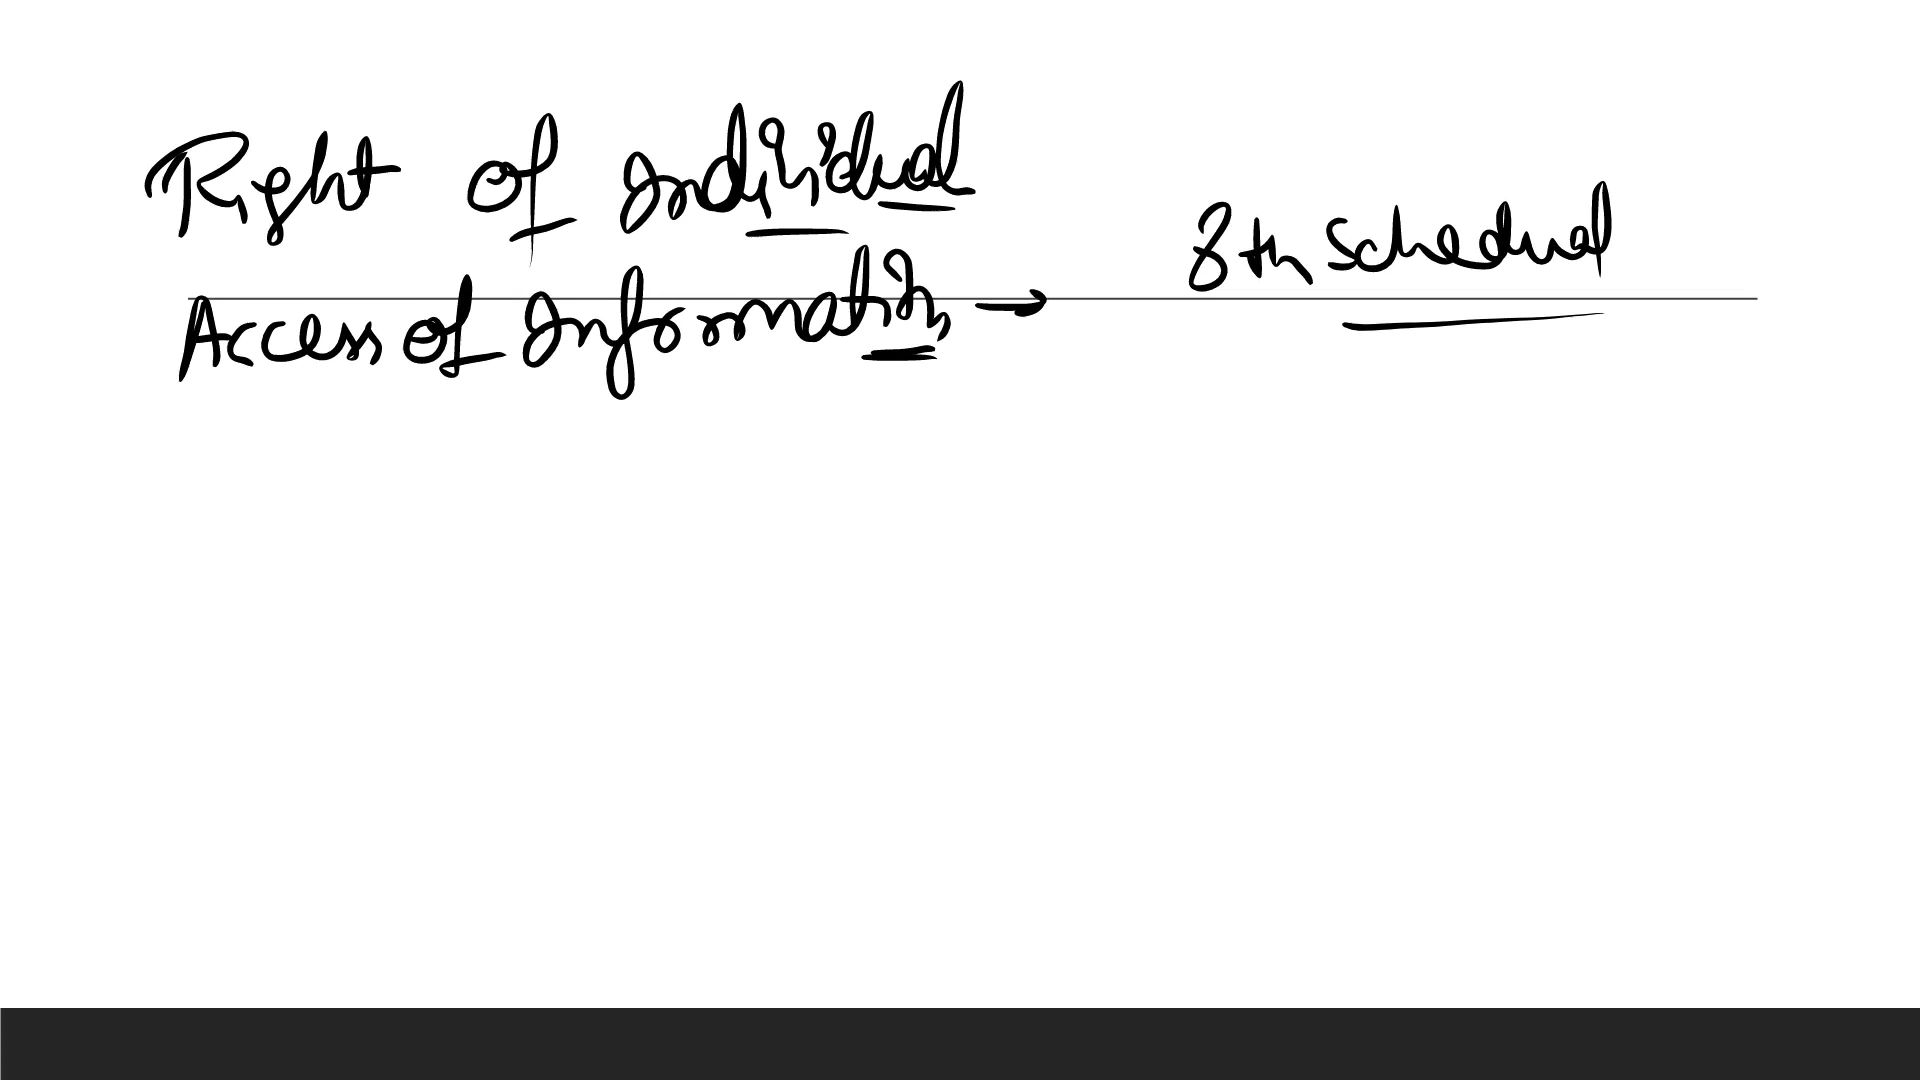 Right of Individual
8th Schedual
Access of Information →